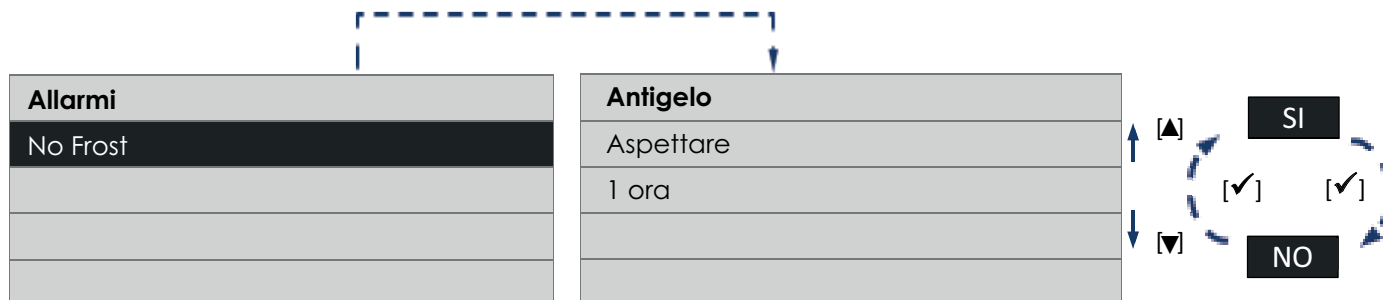 Allarmi
No Frost
Antigelo
Aspettare
1 ora
[▲]
[▼]
SI
[✓] [✓]
NO